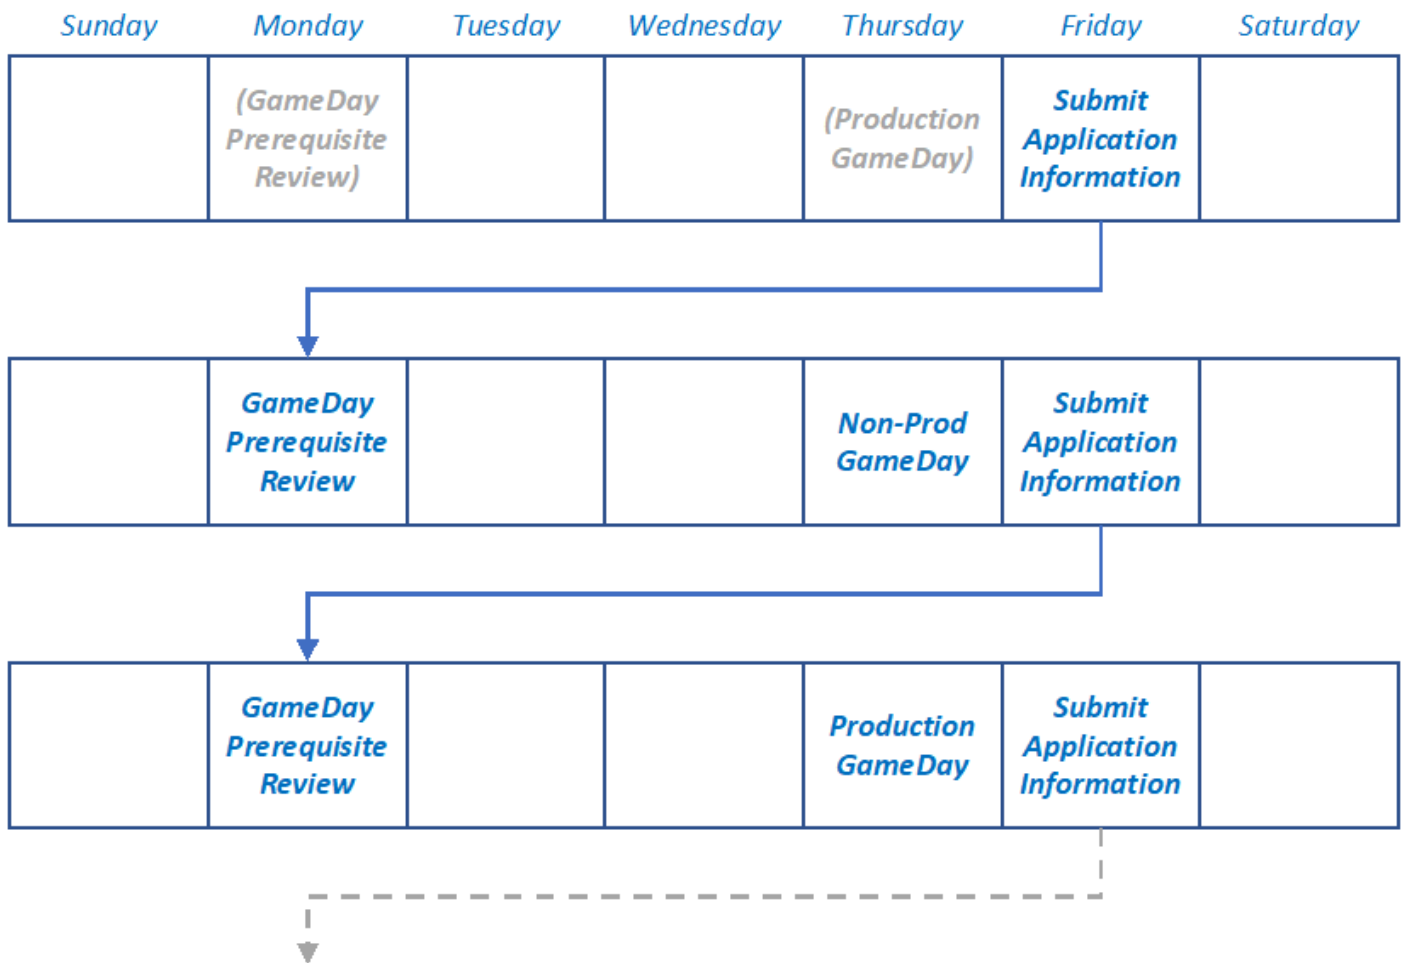 Sunday Monday Tuesday Wednesday Thursday Friday Saturday
(GameDay
Prerequisite
Review)
(Production
GameDay)
Submit
Application
Information
GameDay
Prerequisite
Review
Non-Prod
GameDay
Submit
Application
Information
GameDay
Prerequisite
Review
Production
GameDay
Submit
Application
Information